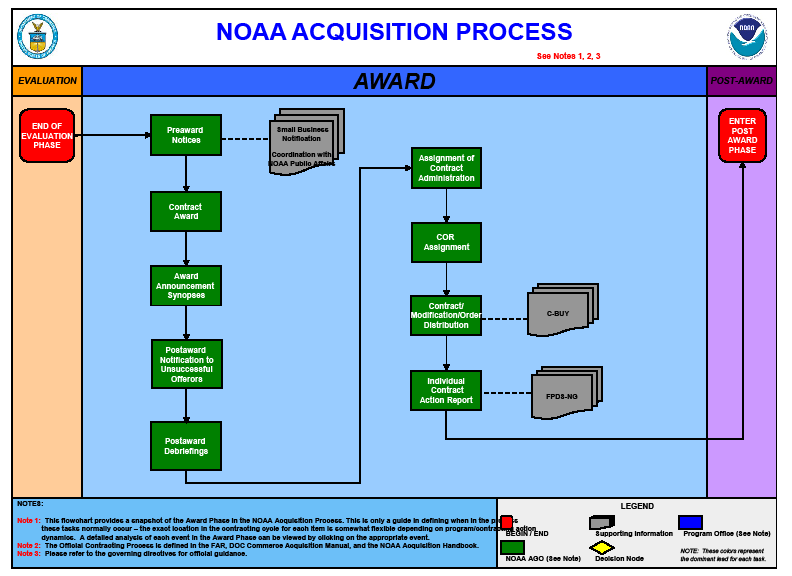 NOAA ACQUISITION PROCESS
NOAA
See Notes 1, 2, 3
EVALUATION
AWARD
POST-AWARD
END OF
EVALUATION
PHASE
Preaward
Notices
Small Business
Notification
Coordination with
NOAA Public Affairs
Contract
Award
Award
Announcement
Synopses
Postaward
Notification to
Unsuccessful
Offerors
Postaward
Debriefings
Assignment of
Contract
Administration
COR
Assignment
Contract/
Modification/Order
Distribution
C-BUY
Individual
Contract
Action Report
FPDS-NG
ENTER
POST
AWARD
PHASE
NOTES:
Note 1: This flowchart provides a snapshot of the Award Phase in the NOAA Acquisition Process. This is only a guide in defining when in the
these tasks normally occur – the exact location in the contracting cycle for each item is somewhat flexible depending on program/contracting action
dynamics. A detailed analysis of each event in the Award Phase can be viewed by clicking on the appropriate event.
Note 2: The Official Contracting Process is defined in the FAR, DOC Commerce Acquisition Manual, and the NOAA Acquisition Handbook.
Note 3: Please refer to the governing directives for official guidance.
LEGEND
BEGIN / END
Supporting Information
Program Office (See Note)
NOAA AGO (See Note)
Decision Node
NOTE: These colors represent
the dominant lead for each task.